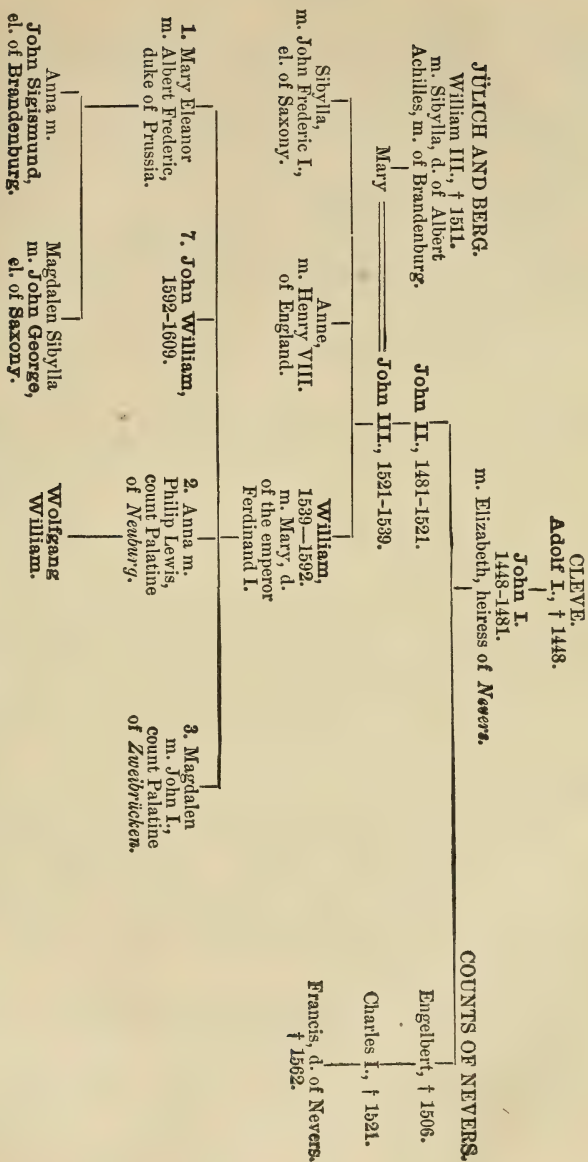 CLEVE.
Adolf I., † 1448.
John I.
1448-1481.
m. Elizabeth, heiress of Nevers.
JÜLICH AND BERG.
William III., † 1511.
m. Sibylla, d. of Albert
Achilles, m. of Brandenburg.
Mary
John II., 1481-1521.
John III., 1521-1539.
COUNTS OF NEVERS.
Engelbert, † 1506.
Charles I., † 1521.
Francis, d. of Nevers.
† 1562.
Sibylla,
m. John Frederic I.,
el. of Saxony.
Anne,
m. Henry VIII.
of England.
William,
1539—1592.
m. Mary, d.
of the emperor
Ferdinand I.
1. Mary Eleanor
m. Albert Frederic,
duke of Prussia.
7. John William,
1592-1609.
2. Anna m.
Philip Lewis,
count Palatine
of Neuburg.
3. Magdalen
m. John I.,
count Palatine
of Zweibrücken.
Anna m.
John Sigismund,
el. of Brandenburg.
Magdalen Sibylla
m. John George,
el. of Saxony.
Wolfgang
William.